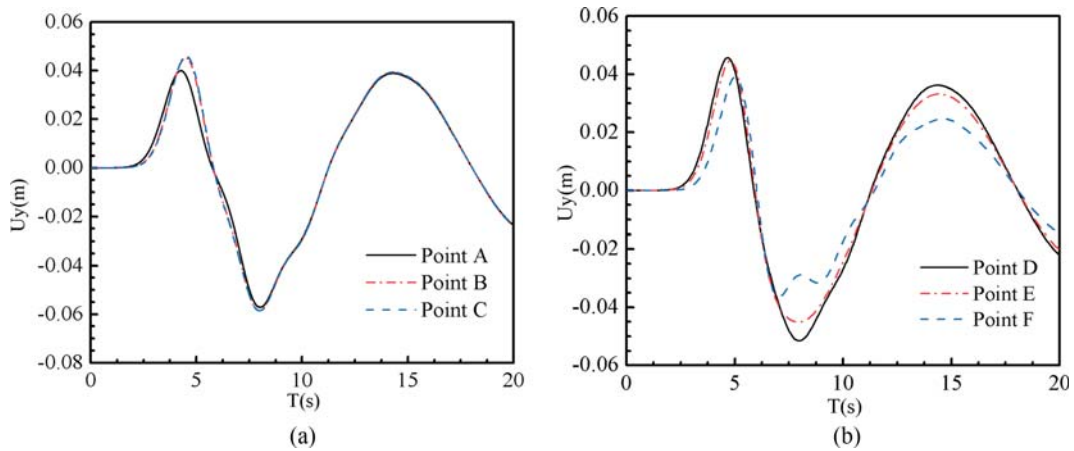 0.06
0.04
0.02
0.00
-0.02
-0.04
-0.06
-0.08
Uy(m)
Point A
Point B
Point C
0 5 10 15 20
T(s)
(a)
0.06
0.04
0.02
0.00
-0.02
-0.04
-0.06
Uy(m)
Point D
Point E
Point F
0 5 10 15 20
T(s)
(b)